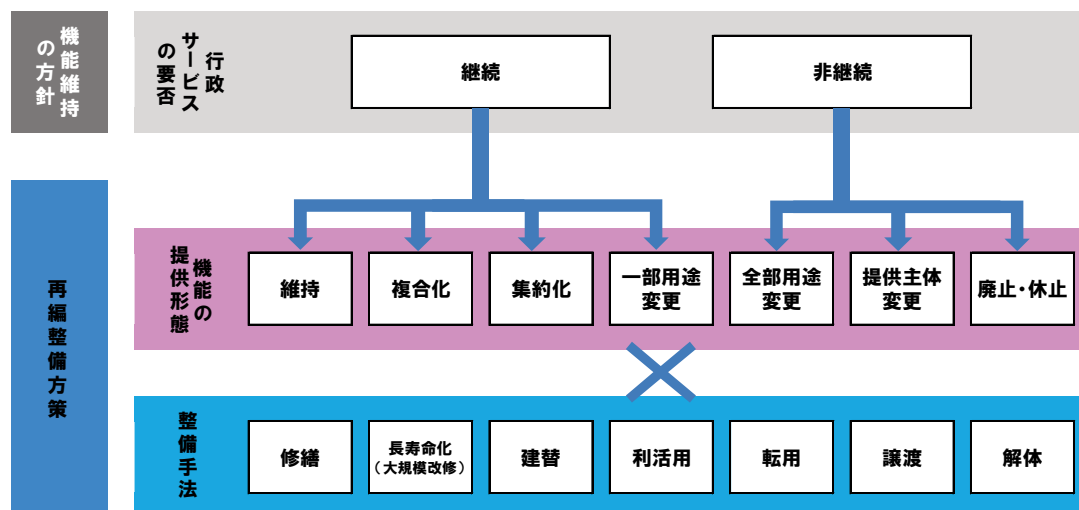 機能維持
の方針
行政
サービス
の要否
継続
非継続
再編整備方策
機能の
提供形態
維持
複合化
集約化
一部用途
変更
全部用途
変更
提供主体
変更
廃止・休止
整備手法
修繕
長寿命化
（大規模改修）
建替
利活用
転用
譲渡
解体